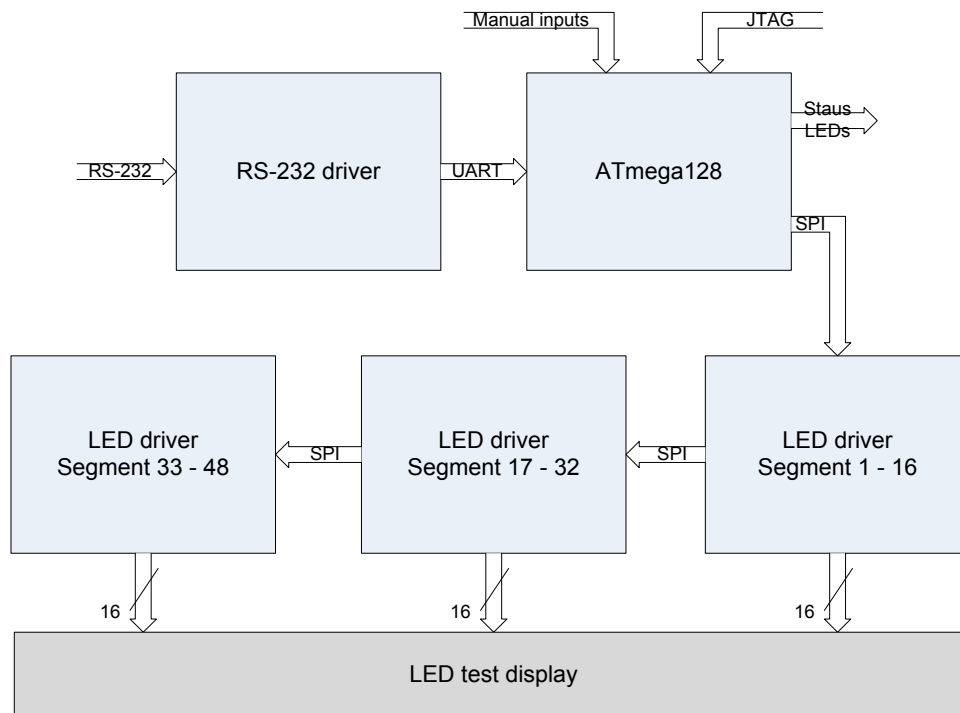 Manual inputs
JTAG
Staus
LEDs
RS-232
RS-232 driver
UART
ATmega128
SPI
LED driver
Segment 33 - 48
SPI
LED driver
Segment 17 - 32
SPI
LED driver
Segment 1 - 16
16
16
16
LED test display